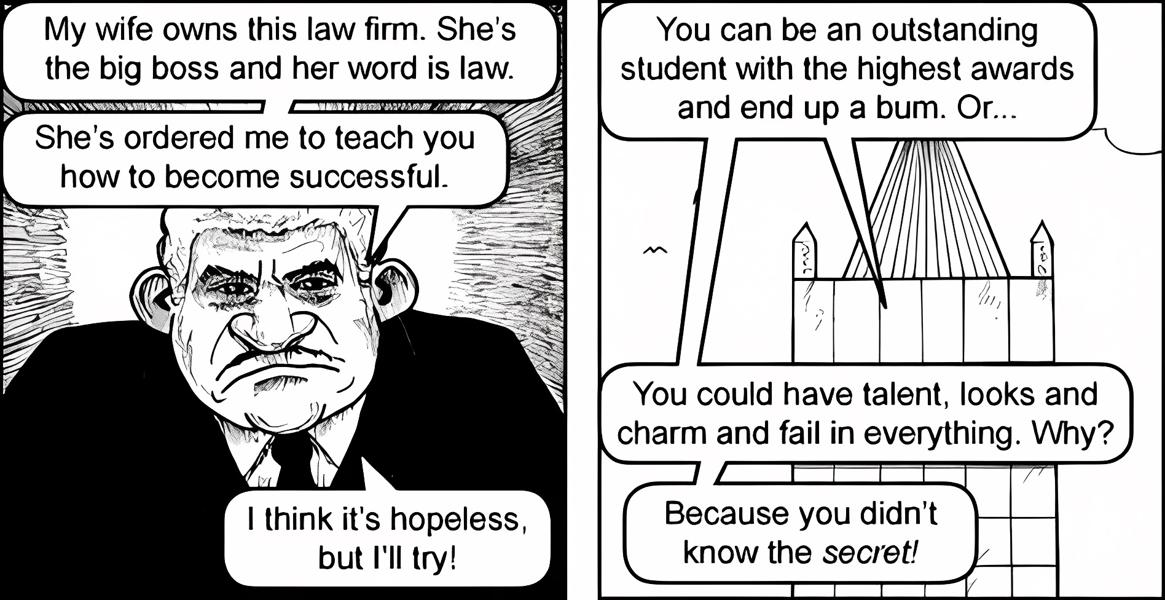 My wife owns this law firm. She's
the big boss and her word is law.
She's ordered me to teach you
how to become successful.
I think it's hopeless,
but I'll try!
You can be an outstanding
student with the highest awards
and end up a bum. Or...
You could have talent, looks and
charm and fail in everything. Why?
Because you didn't
know the secret!